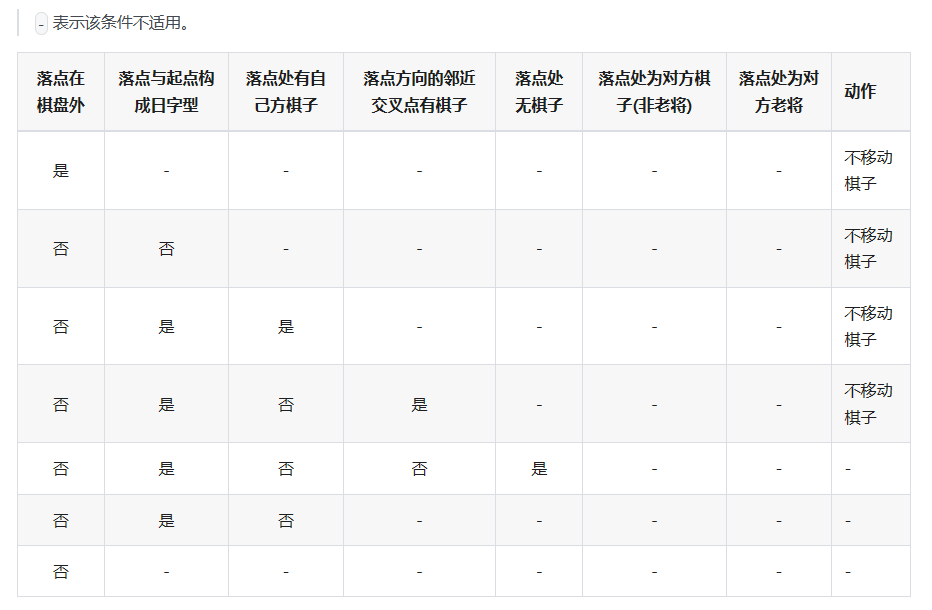 - 表示该条件不适用。
落点在棋盘外 落点与起点构成日字型 落点处有自己方棋子 落点方向的邻近交叉点有棋子 落点处无棋子 落点处为对方棋子(非老将) 落点处为对方老将 动作
是 - - - - - - 不移动棋子
否 否 - - - - - 不移动棋子
否 是 是 - - - - 不移动棋子
否 是 否 是 - - - 不移动棋子
否 是 否 否 是 - - -
否 是 否 - - - - -
否 - - - - - - -